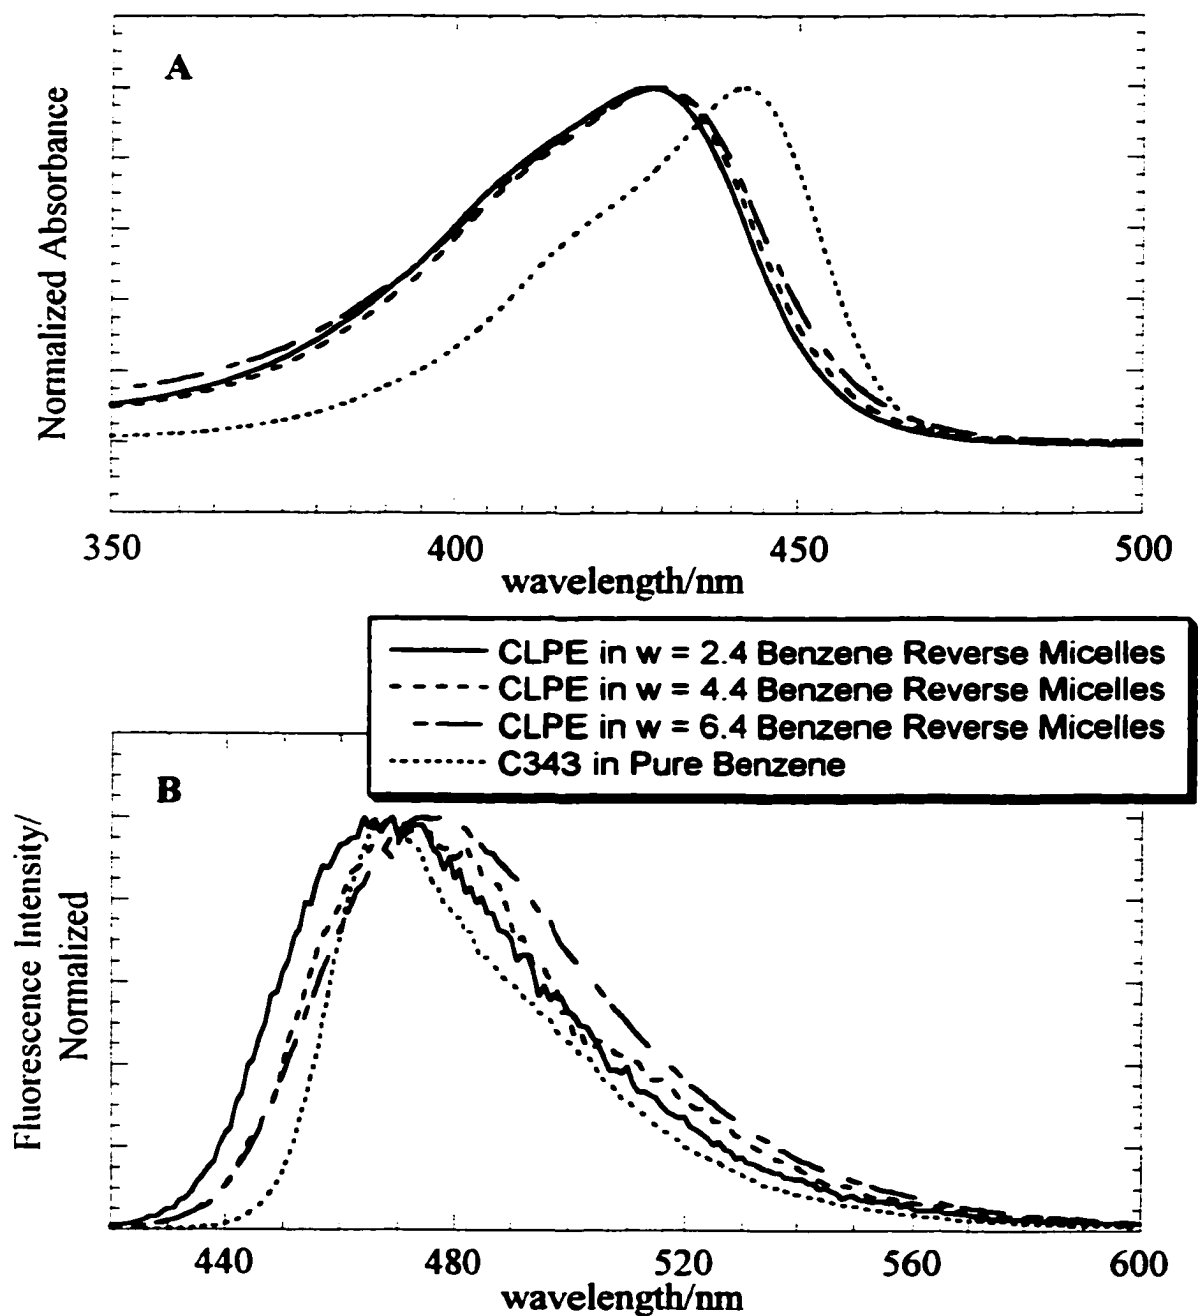 A
Normalized Absorbance
350 400 450 500
wavelength/nm
CLPE in w = 2.4 Benzene Reverse Micelles
CLPE in w = 4.4 Benzene Reverse Micelles
CLPE in w = 6.4 Benzene Reverse Micelles
C343 in Pure Benzene
B
Fluorescence Intensity/
Normalized
440 480 520 560 600
wavelength/nm